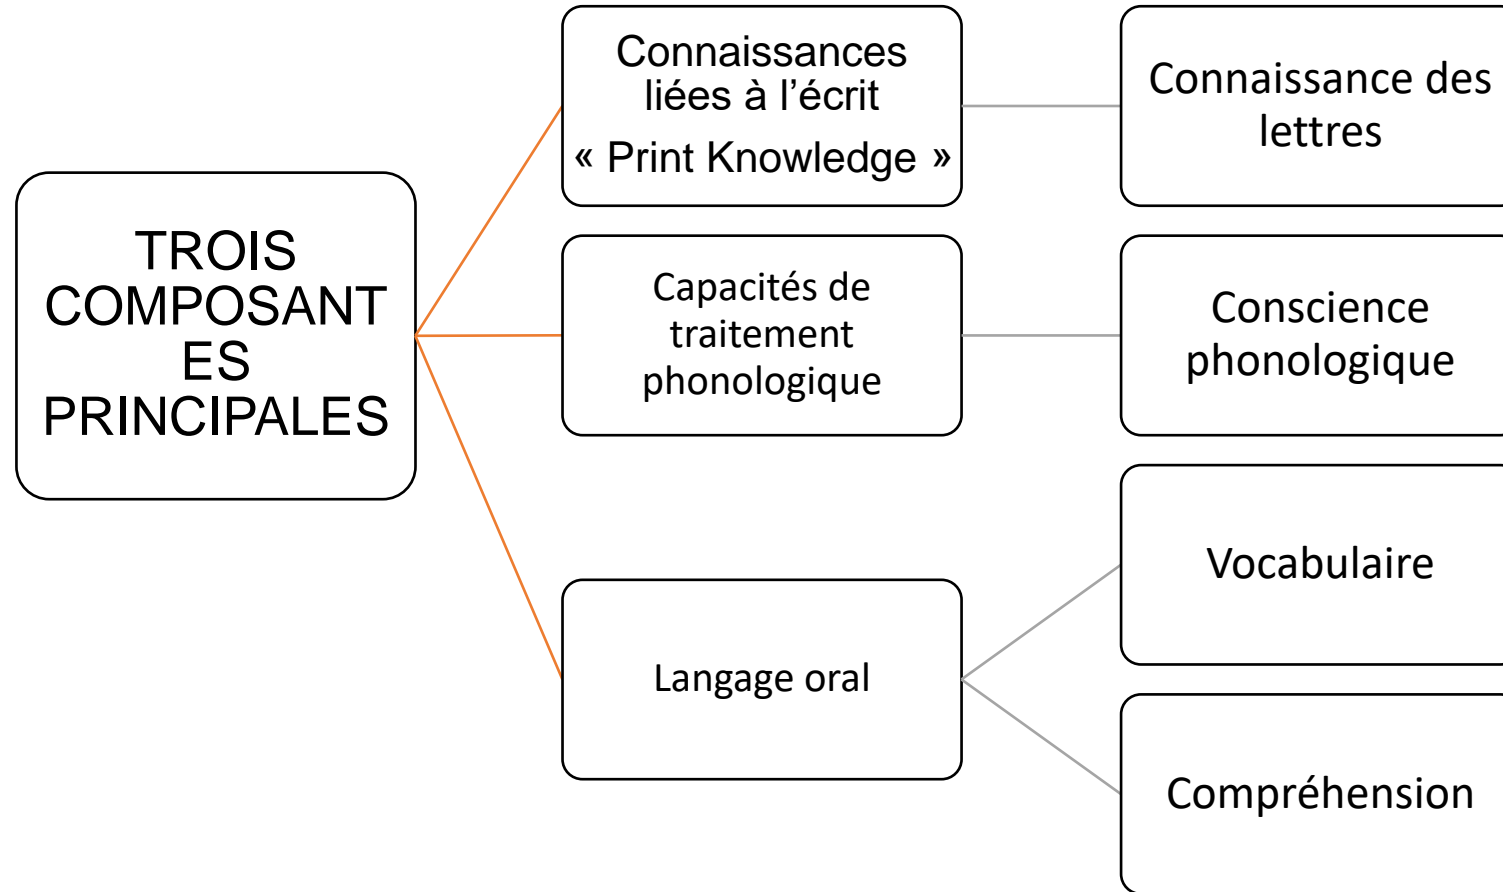 TROIS
COMPOSANT
ES
PRINCIPALES
Connaissances
liées à l’écrit
« Print Knowledge »
Connaissance des
lettres
Capacités de
traitement
phonologique
Conscience
phonologique
Langage oral
Vocabulaire
Compréhension